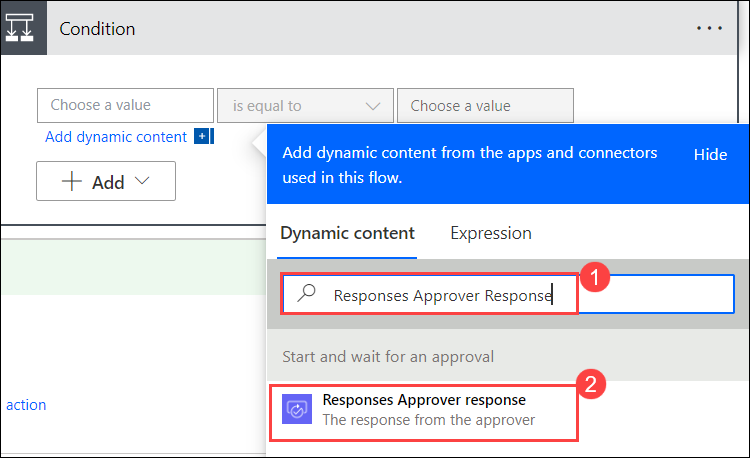 Condition
Choose a value
is equal to
Choose a value
Add dynamic content
Add
Add dynamic content from the apps and connectors
used in this flow.
Hide
Dynamic content
Expression
1
Responses Approver Response
Start and wait for an approval
2
Responses Approver response
The response from the approver
action